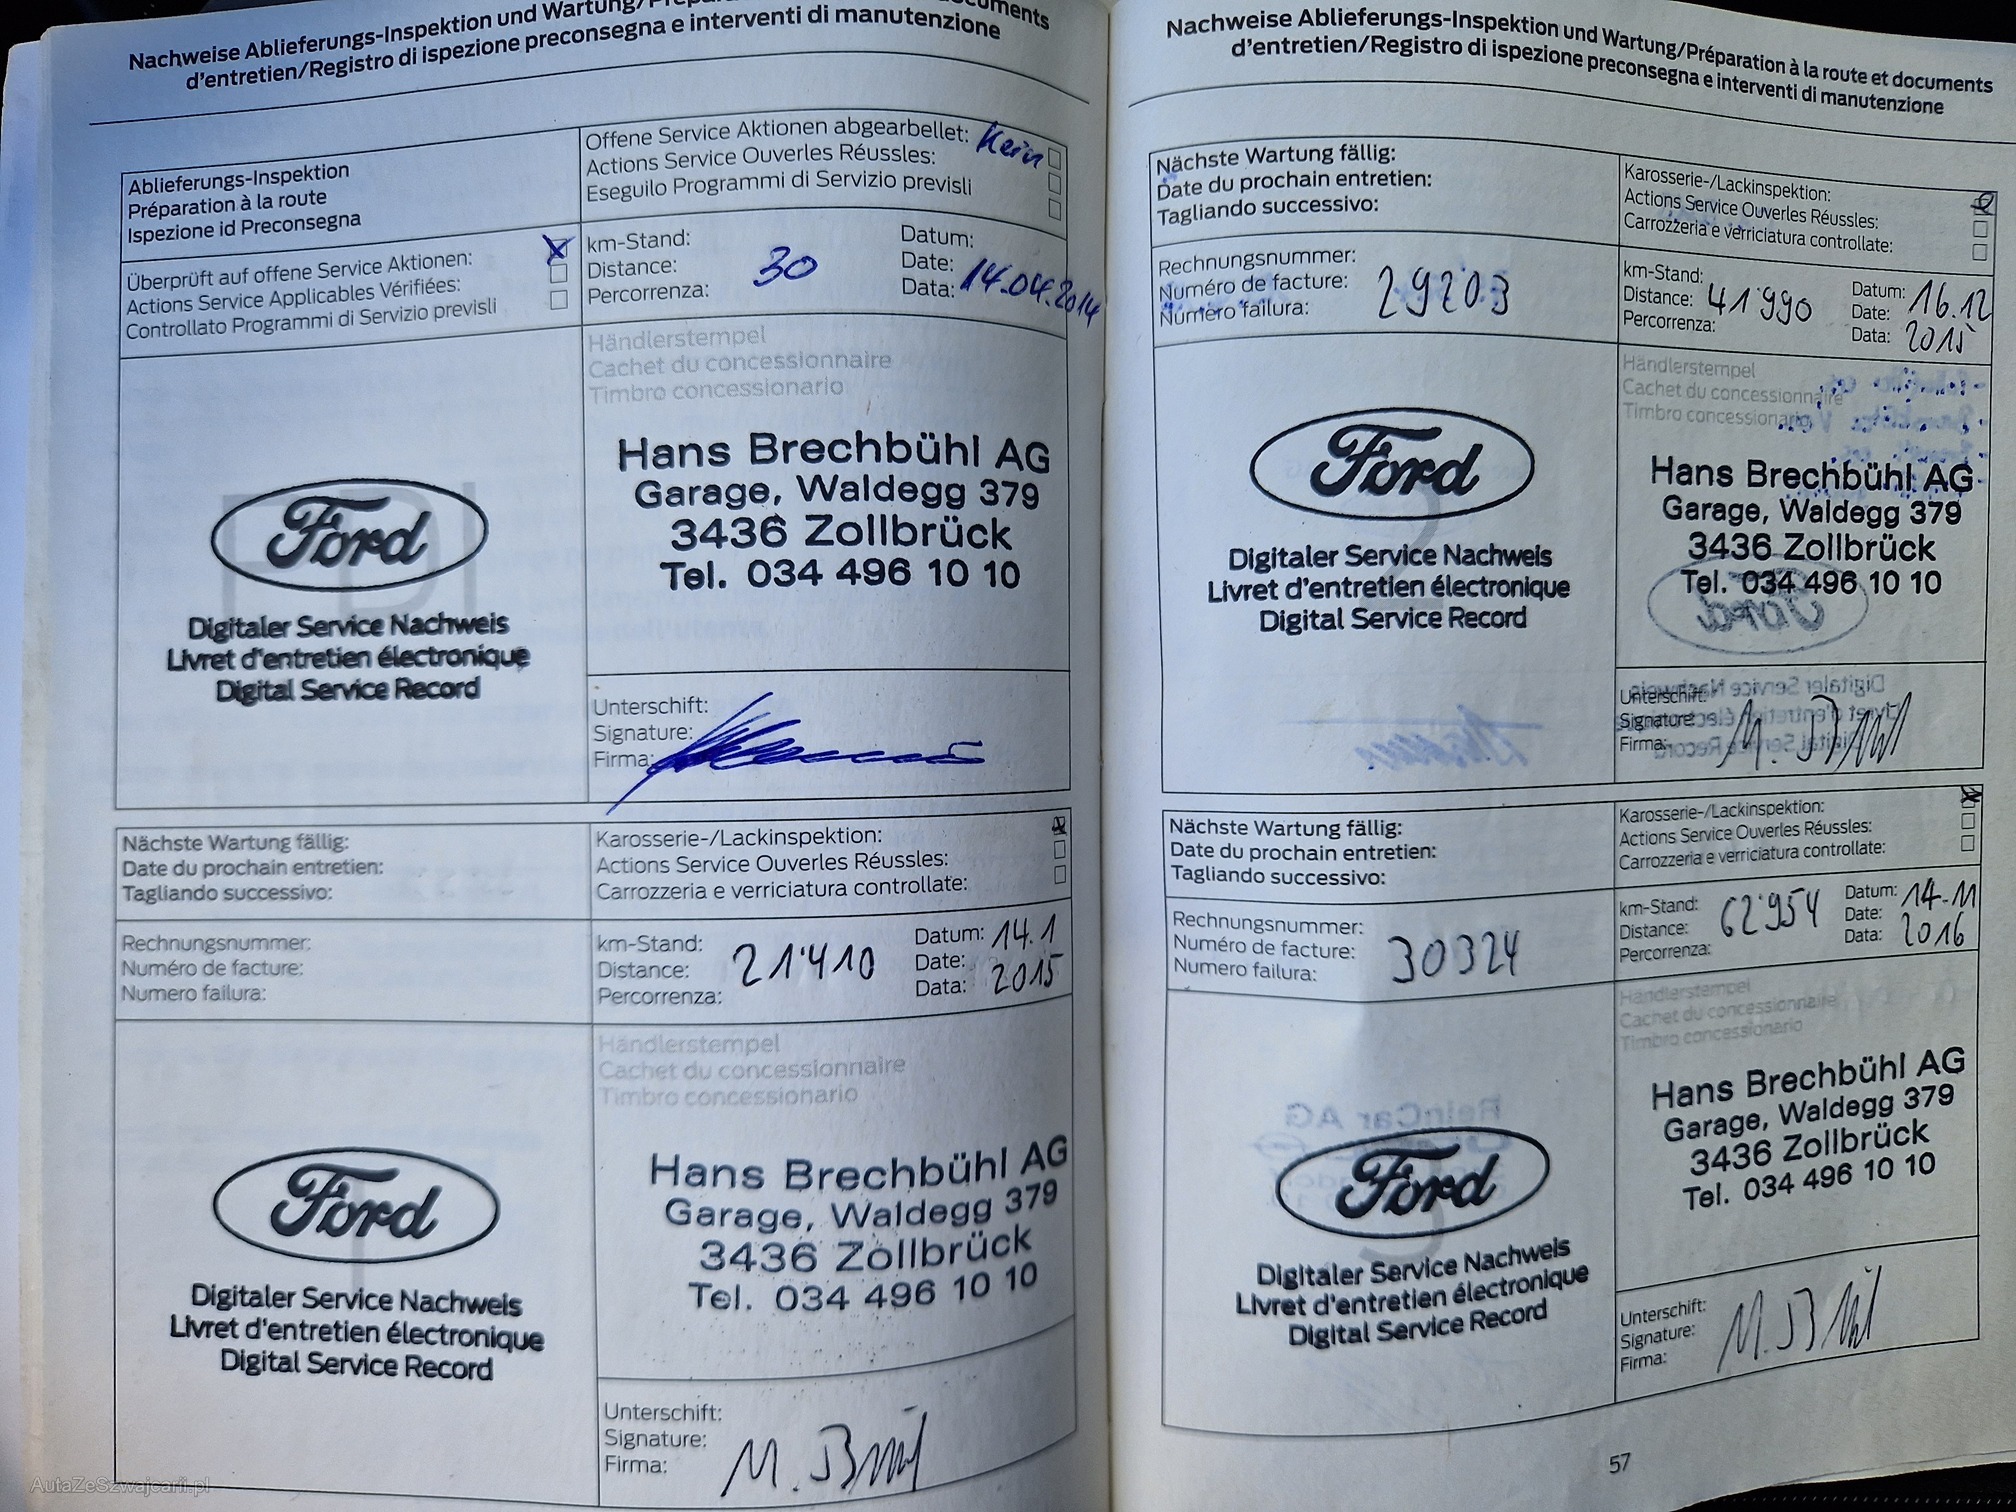 Nachweise Ablieferungs-Inspektion und Wartung/
d'entretien/Registro di ispezione preconsegna e interventi di manutenzione
Ablieferungs-Inspektion
Préparation à la route
Ispezione id Preconsegna
Offene Service Aktionen abgearbellet: Kein
Actions Service Ouverles Réussles:
Eseguilo Programmi di Servizio previsli
Überprüft auf offene Service Aktionen:
Actions Service Applicables Vérifiées:
Controllato Programmi di Servizio previsli
km-Stand:
Distance: 30
Percorrenza:
Datum:
Date:
Data: 14.04.2014
Händlerstempel
Cachet du concessionnaire
Timbro concessionario
Ford
Digitaler Service Nachweis
Livret d'entretien électronique
Digital Service Record
Hans Brechbühl AG
Garage, Waldegg 379
3436 Zollbrück
Tel. 034 496 10 10
Unterschift:
Signature:
Firma:
Nächste Wartung fällig:
Date du prochain entretien:
Tagliando successivo:
Karosserie-/Lackinspektion:
Actions Service Ouverles Réussles:
Carrozzeria e verriciatura controllate:
Rechnungsnummer:
Numéro de facture:
Numero failura:
km-Stand:
Distance: 21'410
Percorrenza:
Datum: 14.1
Date:
Data: 2015
Händlerstempel
Cachet du concessionnaire
Timbro concessionario
Ford
Digitaler Service Nachweis
Livret d'entretien électronique
Digital Service Record
Hans Brechbühl AG
Garage, Waldegg 379
3436 Zollbrück
Tel. 034 496 10 10
Unterschift:
Signature:
Firma:
Nachweise Ablieferungs-Inspektion und Wartung/Préparation à la route et documents
d'entretien/Registro di ispezione preconsegna e interventi di manutenzione
Nächste Wartung fällig:
Date du prochain entretien:
Tagliando successivo:
Karosserie-/Lackinspektion:
Actions Service Ouverles Réussles:
Carrozzeria e verriciatura controllate:
Rechnungsnummer:
Numéro de facture: 29203
Numero failura:
km-Stand:
Distance: 41'990
Percorrenza:
Datum: 16.12
Date:
Data: 2015
Händlerstempel
Cachet du concessionnaire
Timbro concessionario
Ford
Digitaler Service Nachweis
Livret d'entretien électronique
Digital Service Record
Hans Brechbühl AG
Garage, Waldegg 379
3436 Zollbrück
Tel. 034 496 10 10
Unterschift:
Signature:
Firma:
Nächste Wartung fällig:
Date du prochain entretien:
Tagliando successivo:
Karosserie-/Lackinspektion:
Actions Service Ouverles Réussles:
Carrozzeria e verriciatura controllate:
Rechnungsnummer:
Numéro de facture: 30324
Numero failura:
km-Stand: 62'954
Distance:
Percorrenza:
Datum: 14.11
Date:
Data: 2016
Händlerstempel
Cachet du concessionnaire
Timbro concessionario
Ford
Digitaler Service Nachweis
Livret d'entretien électronique
Digital Service Record
Hans Brechbühl AG
Garage, Waldegg 379
3436 Zollbrück
Tel. 034 496 10 10
Unterschift:
Signature:
Firma:
57
AutaZeSzwajcarii.pl